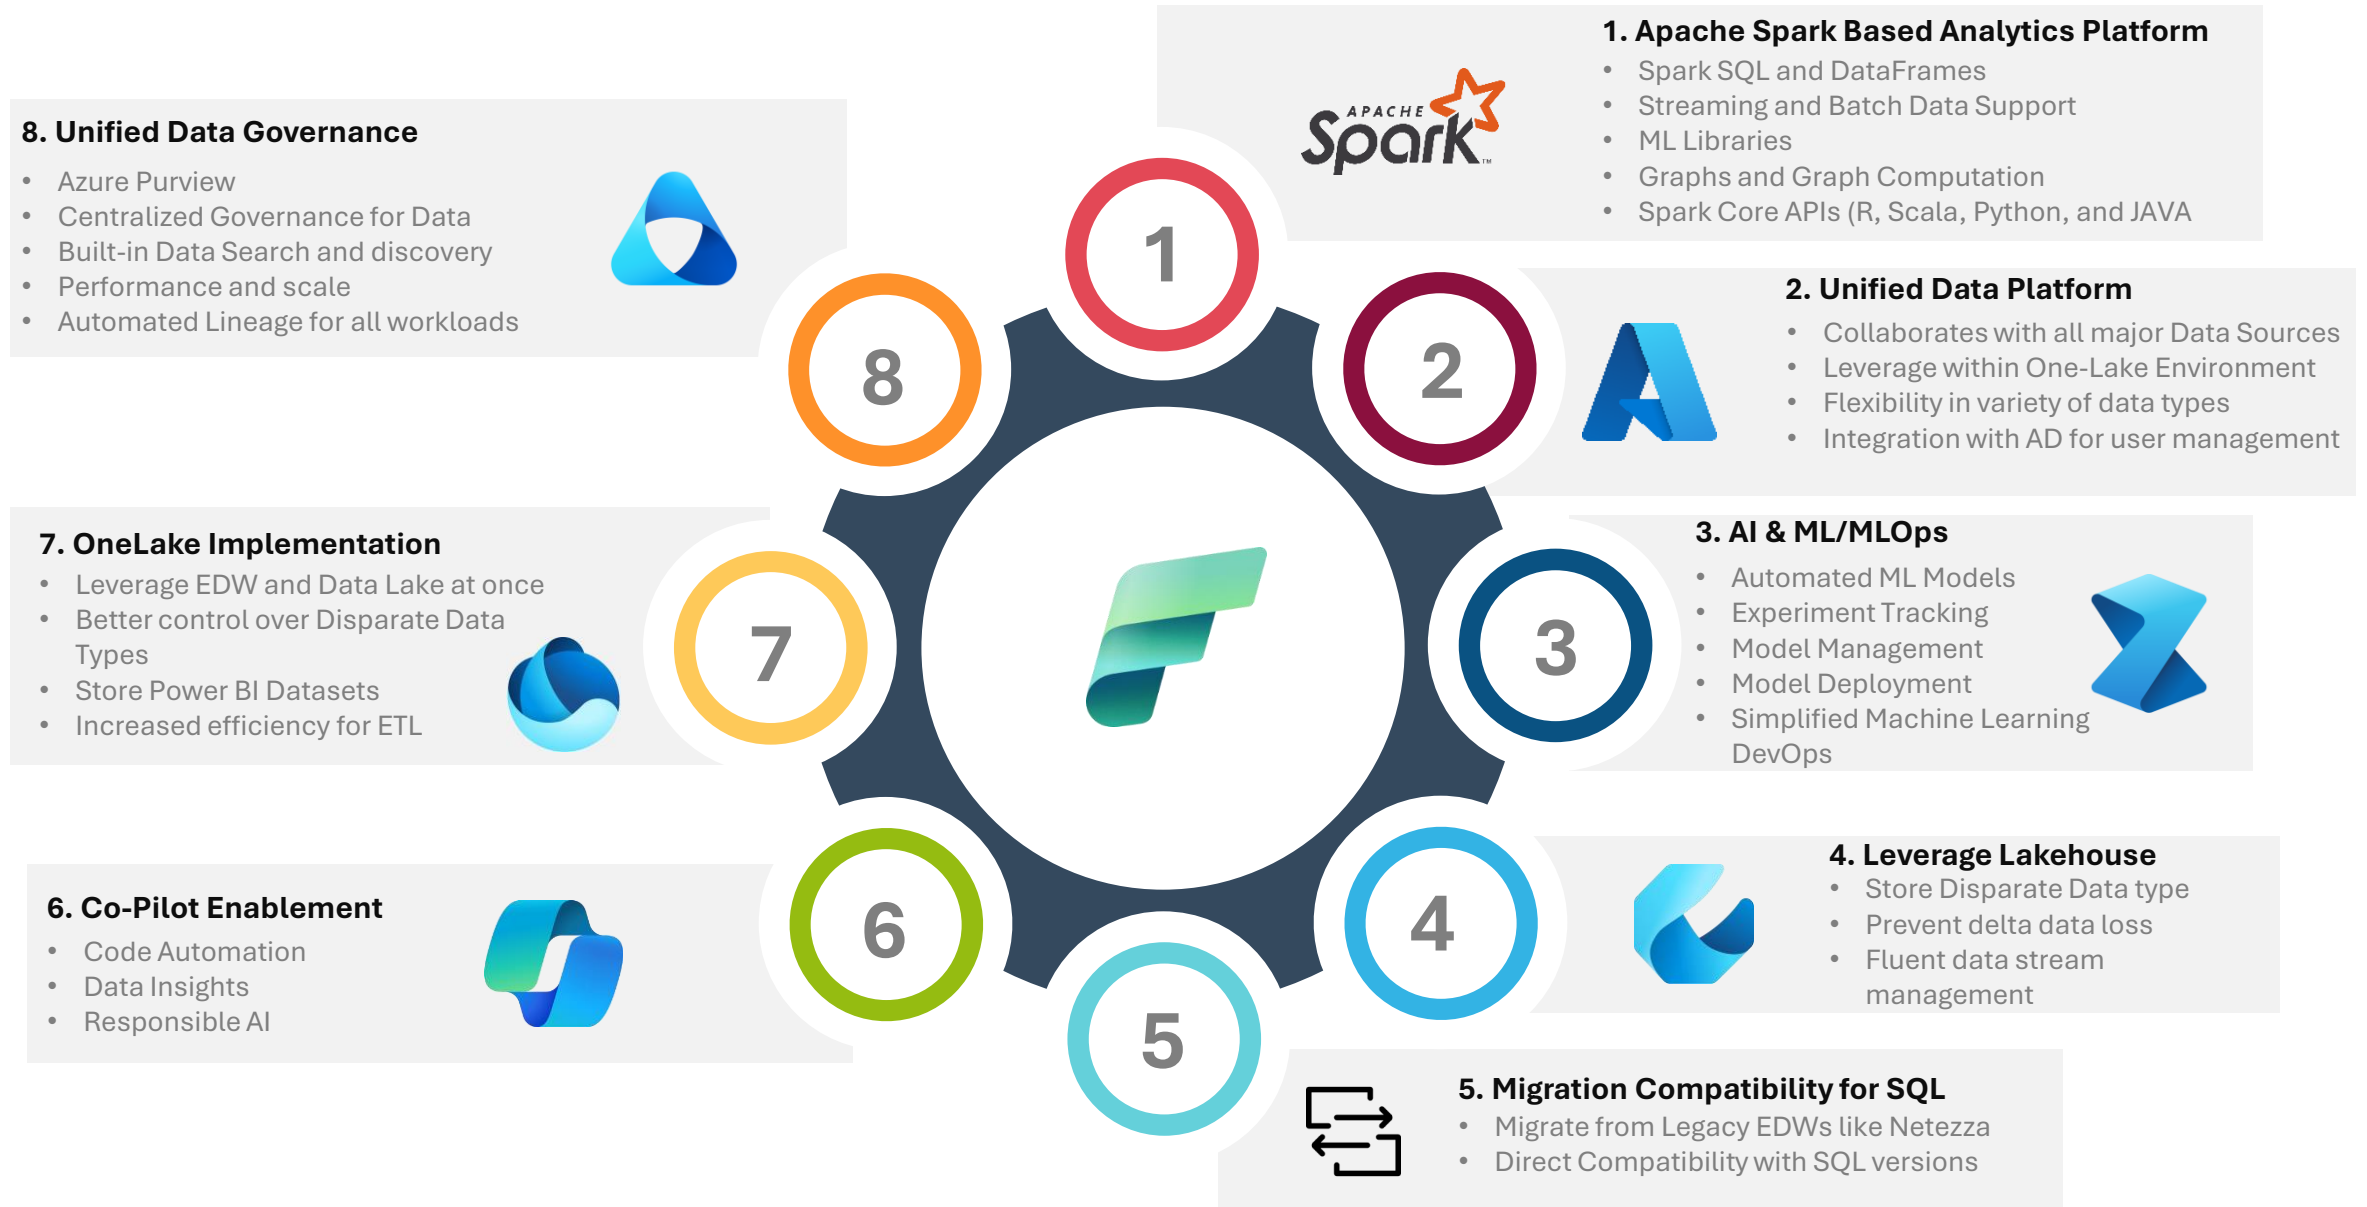 1. Apache Spark Based Analytics Platform
• Spark SQL and DataFrames
• Streaming and Batch Data Support
• ML Libraries
• Graphs and Graph Computation
• Spark Core APIs (R, Scala, Python, and JAVA
APACHE
Spark™
1
2. Unified Data Platform
• Collaborates with all major Data Sources
• Leverage within One-Lake Environment
• Flexibility in variety of data types
• Integration with AD for user management
2
3. AI & ML/MLOps
• Automated ML Models
• Experiment Tracking
• Model Management
• Model Deployment
• Simplified Machine Learning
DevOps
3
4. Leverage Lakehouse
• Store Disparate Data type
• Prevent delta data loss
• Fluent data stream
management
4
5. Migration Compatibility for SQL
• Migrate from Legacy EDWs like Netezza
• Direct Compatibility with SQL versions
5
6. Co-Pilot Enablement
• Code Automation
• Data Insights
• Responsible AI
6
7. OneLake Implementation
• Leverage EDW and Data Lake at once
• Better control over Disparate Data
Types
• Store Power BI Datasets
• Increased efficiency for ETL
7
8. Unified Data Governance
• Azure Purview
• Centralized Governance for Data
• Built-in Data Search and discovery
• Performance and scale
• Automated Lineage for all workloads
8